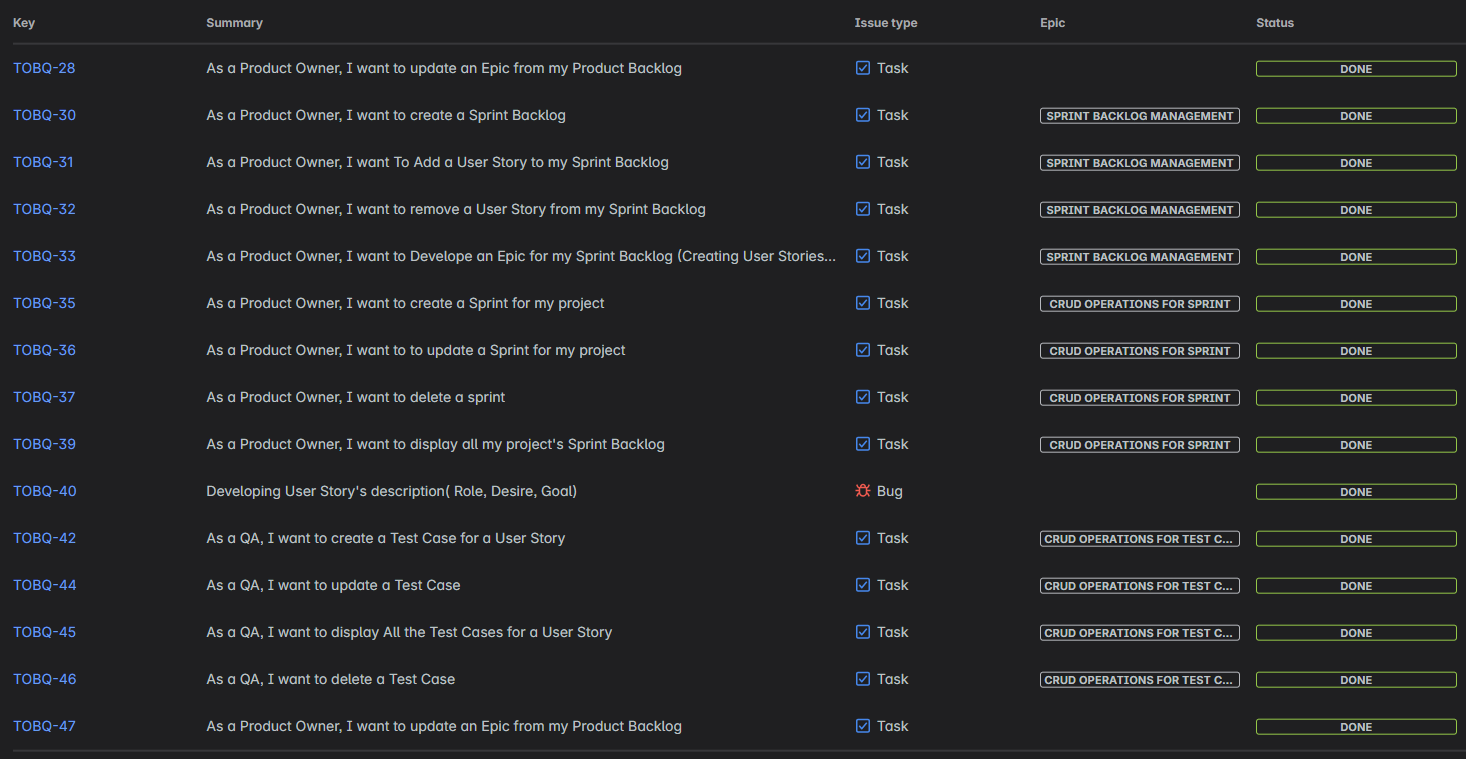 Key Summary Issue type Epic Status
TOBQ-28 As a Product Owner, I want to update an Epic from my Product Backlog Task DONE
TOBQ-30 As a Product Owner, I want to create a Sprint Backlog Task SPRINT BACKLOG MANAGEMENT DONE
TOBQ-31 As a Product Owner, I want To Add a User Story to my Sprint Backlog Task SPRINT BACKLOG MANAGEMENT DONE
TOBQ-32 As a Product Owner, I want to remove a User Story from my Sprint Backlog Task SPRINT BACKLOG MANAGEMENT DONE
TOBQ-33 As a Product Owner, I want to Develope an Epic for my Sprint Backlog (Creating User Stories... Task SPRINT BACKLOG MANAGEMENT DONE
TOBQ-35 As a Product Owner, I want to create a Sprint for my project Task CRUD OPERATIONS FOR SPRINT DONE
TOBQ-36 As a Product Owner, I want to to update a Sprint for my project Task CRUD OPERATIONS FOR SPRINT DONE
TOBQ-37 As a Product Owner, I want to delete a sprint Task CRUD OPERATIONS FOR SPRINT DONE
TOBQ-39 As a Product Owner, I want to display all my project's Sprint Backlog Task CRUD OPERATIONS FOR SPRINT DONE
TOBQ-40 Developing User Story's description( Role, Desire, Goal) Bug DONE
TOBQ-42 As a QA, I want to create a Test Case for a User Story Task CRUD OPERATIONS FOR TEST C... DONE
TOBQ-44 As a QA, I want to update a Test Case Task CRUD OPERATIONS FOR TEST C... DONE
TOBQ-45 As a QA, I want to display All the Test Cases for a User Story Task CRUD OPERATIONS FOR TEST C... DONE
TOBQ-46 As a QA, I want to delete a Test Case Task CRUD OPERATIONS FOR TEST C... DONE
TOBQ-47 As a Product Owner, I want to update an Epic from my Product Backlog Task DONE